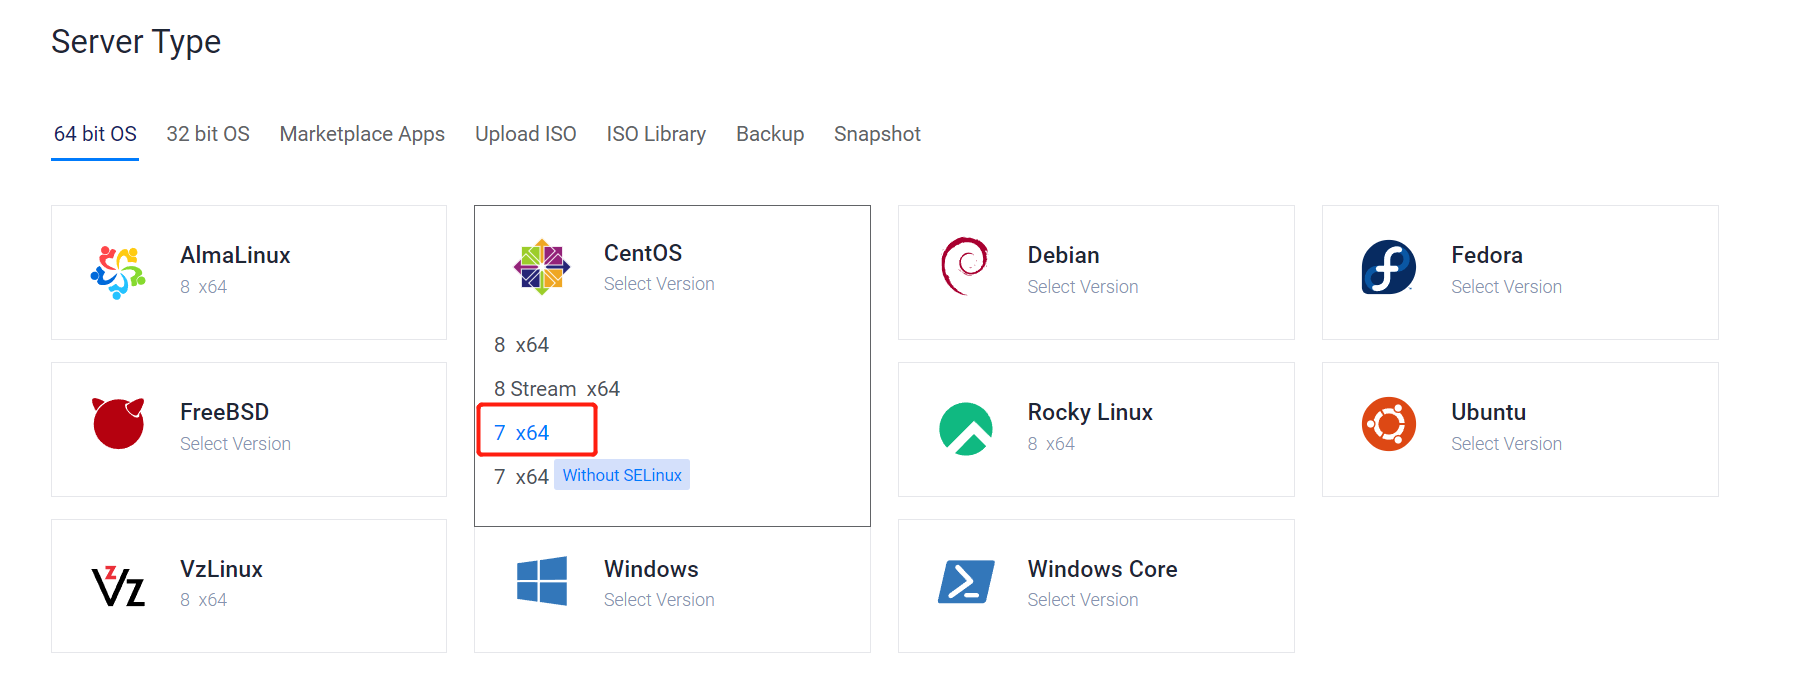 Server Type
64 bit OS 32 bit OS Marketplace Apps Upload ISO ISO Library Backup Snapshot
AlmaLinux
8 x64
CentOS
Select Version
8 x64
8 Stream x64
7 x64
7 x64 Without SELinux
Debian
Select Version
Fedora
Select Version
FreeBSD
Select Version
Rocky Linux
8 x64
Ubuntu
Select Version
VzLinux
8 x64
Windows
Select Version
Windows Core
Select Version